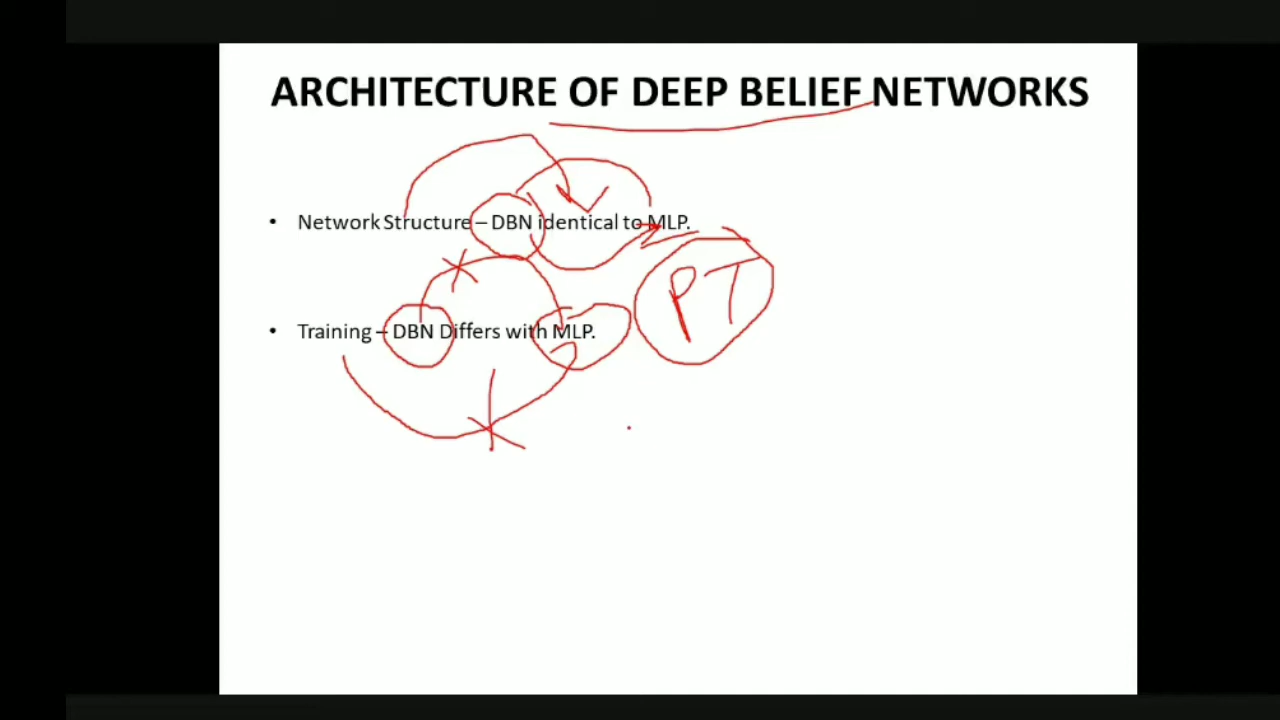 ARCHITECTURE OF DEEP BELIEF NETWORKS
• Network Structure – DBN identical to MLP.
PT
• Training – DBN Differs with MLP.